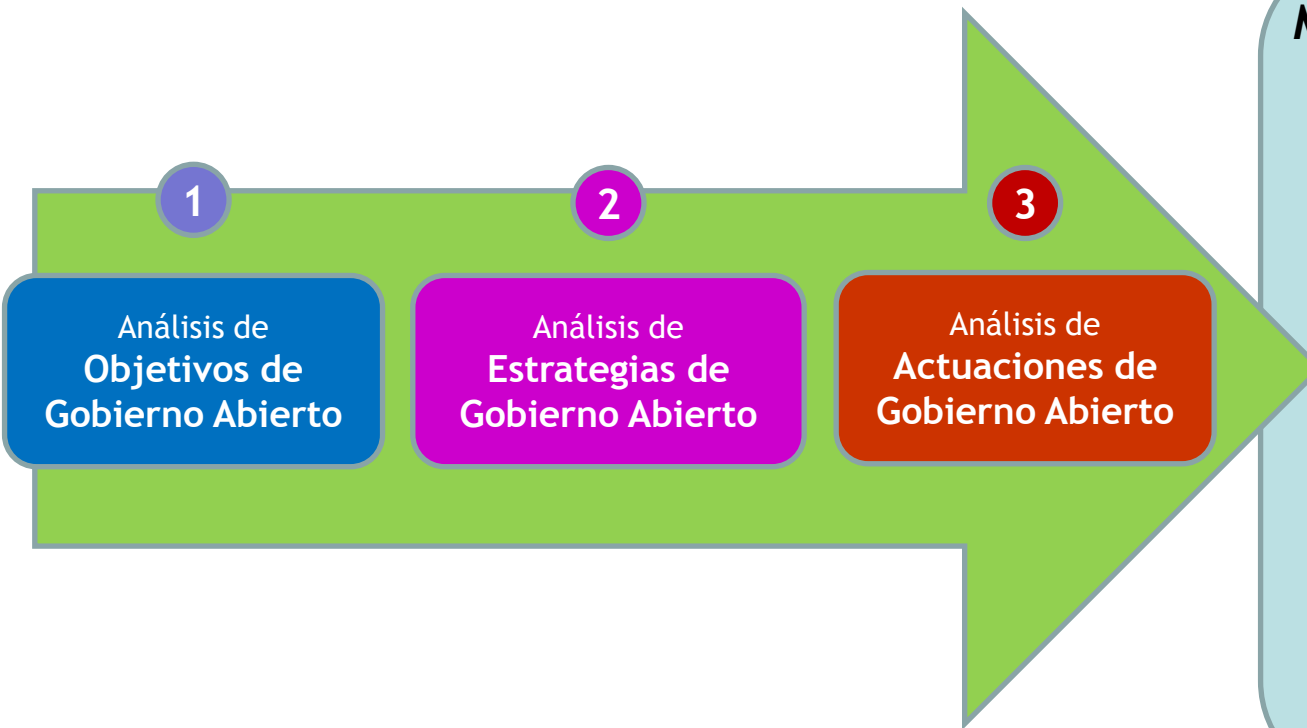 1
2
3
Análisis de
Objetivos de
Gobierno Abierto
Análisis de
Estrategias de
Gobierno Abierto
Análisis de
Actuaciones de
Gobierno Abierto